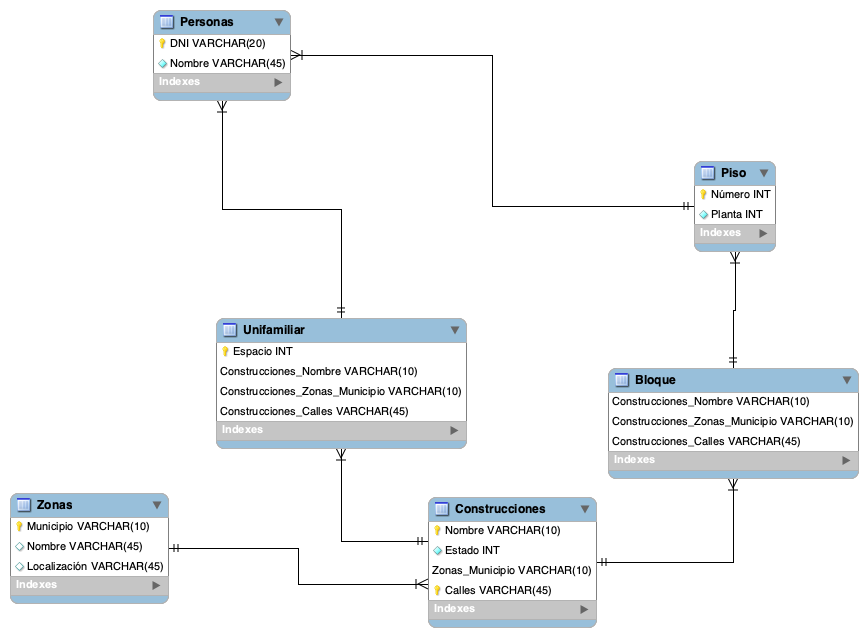 Personas
DNI VARCHAR(20)
Nombre VARCHAR(45)
Indexes
Piso
Número INT
Planta INT
Indexes
Unifamiliar
Espacio INT
Construcciones_Nombre VARCHAR(10)
Construcciones_Zonas_Municipio VARCHAR(10)
Construcciones_Calles VARCHAR(45)
Indexes
Bloque
Construcciones_Nombre VARCHAR(10)
Construcciones_Zonas_Municipio VARCHAR(10)
Construcciones_Calles VARCHAR(45)
Indexes
Zonas
Municipio VARCHAR(10)
Nombre VARCHAR(45)
Localización VARCHAR(45)
Indexes
Construcciones
Nombre VARCHAR(10)
Estado INT
Zonas_Municipio VARCHAR(10)
Calles VARCHAR(45)
Indexes